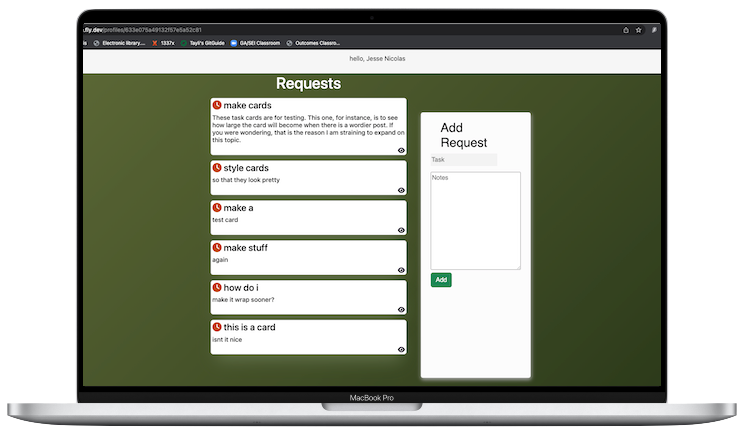 .fly.dev/profiles/633e075a49132f57e5a52c81
is Electronic library.... 1337x Tayli's GitGuide GA/SEI Classroom Outcomes Classro...
hello, Jesse Nicolas
Requests
make cards
These task cards are for testing. This one, for instance, is to see
how large the card will become when there is a wordier post. If
you were wondering, that is the reason I am straining to expand on
this topic.
style cards
so that they look pretty
make a
test card
make stuff
again
how do i
make it wrap sooner?
this is a card
isnt it nice
Add
Request
Task
Notes
Add
MacBook Pro